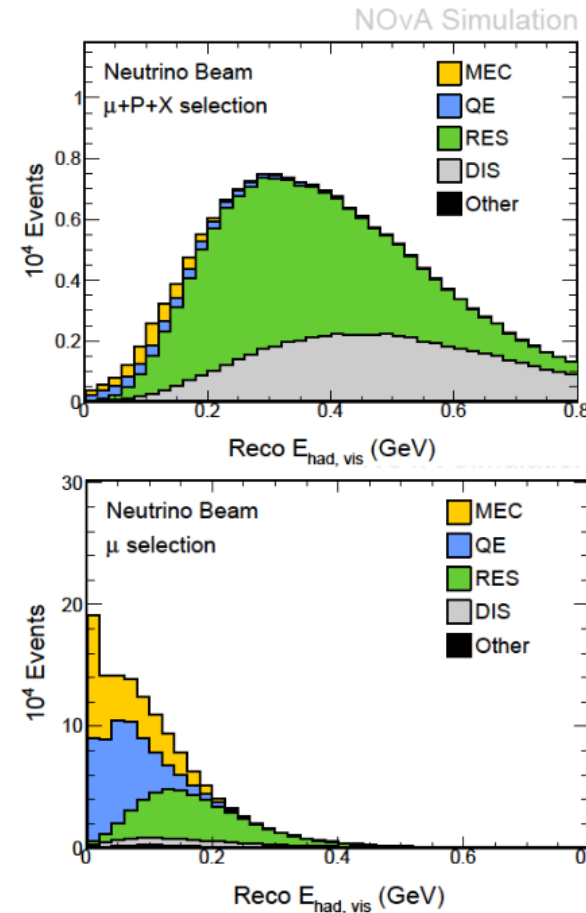 NOvA Simulation
Neutrino Beam
μ+P+X selection
MEC
QE
RES
DIS
Other
10⁴ Events
1
0.8
0.6
0.4
0.2
0
0
0.2
0.4
0.6
0.8
Reco E_had, vis (GeV)
Neutrino Beam
μ selection
MEC
QE
RES
DIS
Other
10⁴ Events
30
20
10
0
0
0.2
0.4
0.6
0.8
Reco E_had, vis (GeV)